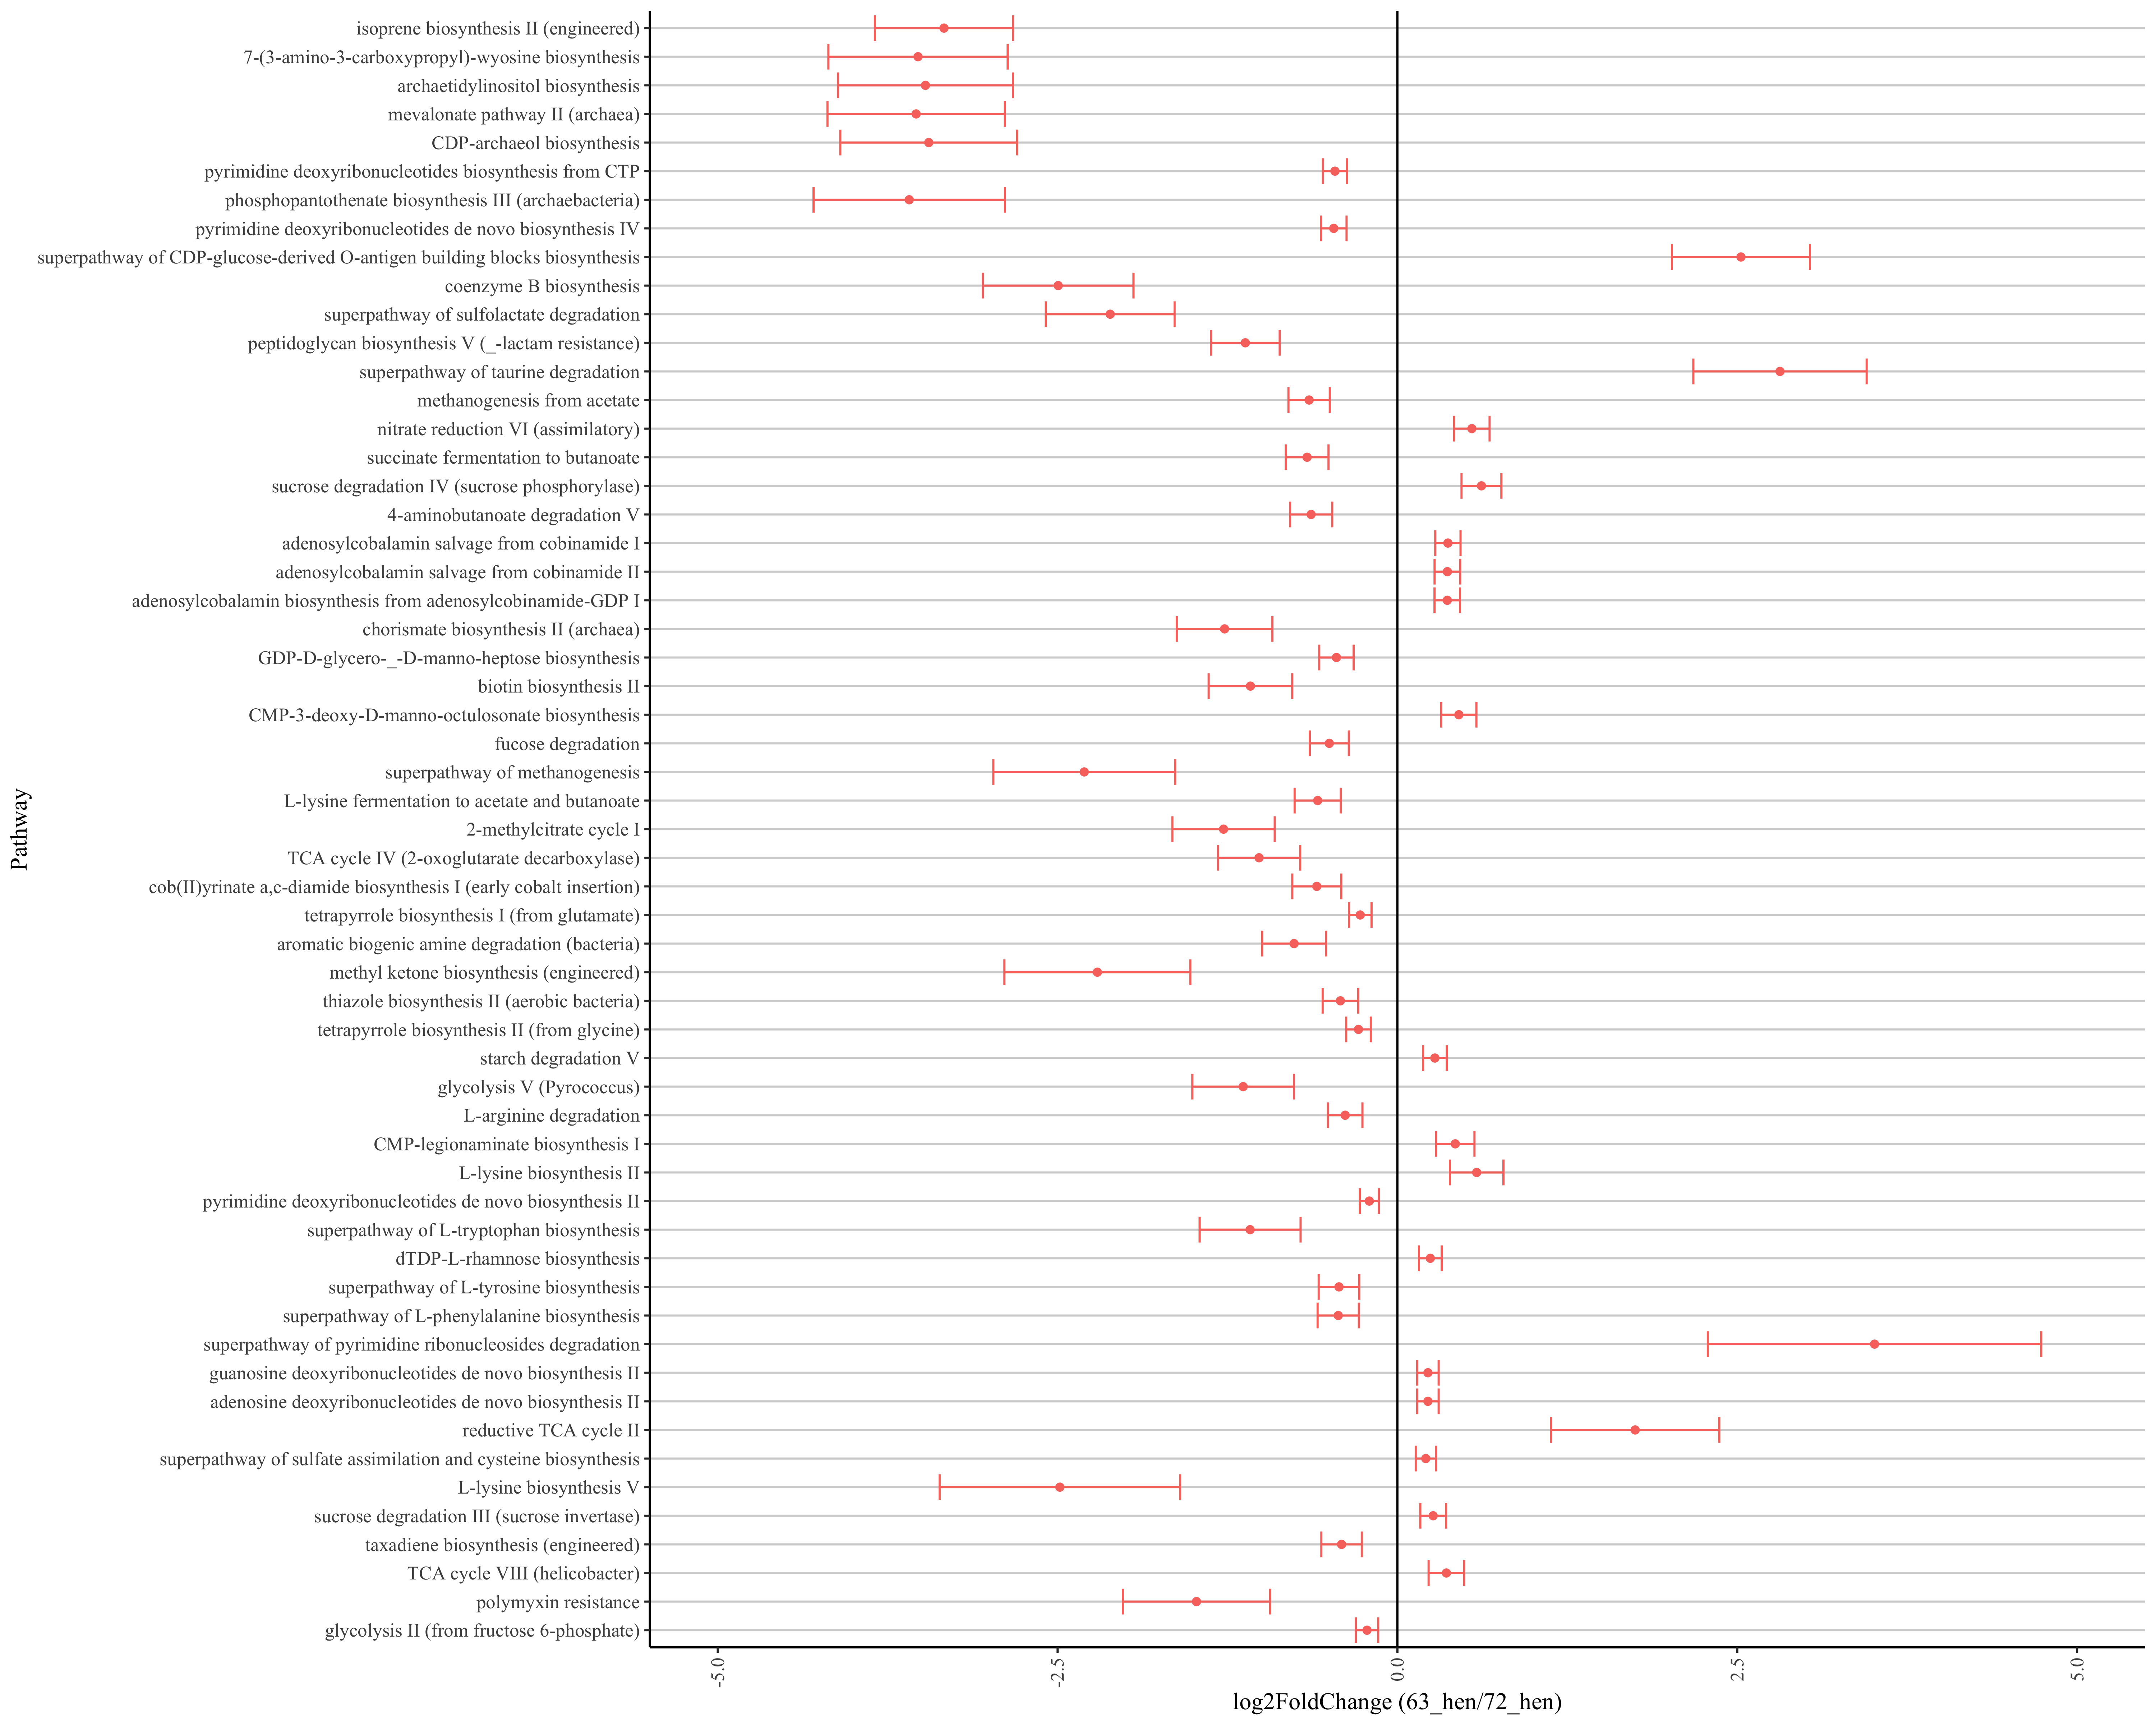 isoprene biosynthesis II (engineered)
7-(3-amino-3-carboxypropyl)-wyosine biosynthesis
archaetidylinositol biosynthesis
mevalonate pathway II (archaea)
CDP-archaeol biosynthesis
pyrimidine deoxyribonucleotides biosynthesis from CTP
phosphopantothenate biosynthesis III (archaebacteria)
pyrimidine deoxyribonucleotides de novo biosynthesis IV
superpathway of CDP-glucose-derived O-antigen building blocks biosynthesis
coenzyme B biosynthesis
superpathway of sulfolactate degradation
peptidoglycan biosynthesis V (_-lactam resistance)
superpathway of taurine degradation
methanogenesis from acetate
nitrate reduction VI (assimilatory)
succinate fermentation to butanoate
sucrose degradation IV (sucrose phosphorylase)
4-aminobutanoate degradation V
adenosylcobalamin salvage from cobinamide I
adenosylcobalamin salvage from cobinamide II
adenosylcobalamin biosynthesis from adenosylcobinamide-GDP I
chorismate biosynthesis II (archaea)
GDP-D-glycero-_-D-manno-heptose biosynthesis
biotin biosynthesis II
CMP-3-deoxy-D-manno-octulosonate biosynthesis
fucose degradation
superpathway of methanogenesis
L-lysine fermentation to acetate and butanoate
2-methylcitrate cycle I
TCA cycle IV (2-oxoglutarate decarboxylase)
cob(II)yrinate a,c-diamide biosynthesis I (early cobalt insertion)
tetrapyrrole biosynthesis I (from glutamate)
aromatic biogenic amine degradation (bacteria)
methyl ketone biosynthesis (engineered)
thiazole biosynthesis II (aerobic bacteria)
tetrapyrrole biosynthesis II (from glycine)
starch degradation V
glycolysis V (Pyrococcus)
L-arginine degradation
CMP-legionaminate biosynthesis I
L-lysine biosynthesis II
pyrimidine deoxyribonucleotides de novo biosynthesis II
superpathway of L-tryptophan biosynthesis
dTDP-L-rhamnose biosynthesis
superpathway of L-tyrosine biosynthesis
superpathway of L-phenylalanine biosynthesis
superpathway of pyrimidine ribonucleosides degradation
guanosine deoxyribonucleotides de novo biosynthesis II
adenosine deoxyribonucleotides de novo biosynthesis II
reductive TCA cycle II
superpathway of sulfate assimilation and cysteine biosynthesis
L-lysine biosynthesis V
sucrose degradation III (sucrose invertase)
taxadiene biosynthesis (engineered)
TCA cycle VIII (helicobacter)
polymyxin resistance
glycolysis II (from fructose 6-phosphate)
Pathway
-5.0 -2.5 0.0 2.5 5.0
log2FoldChange (63_hen/72_hen)